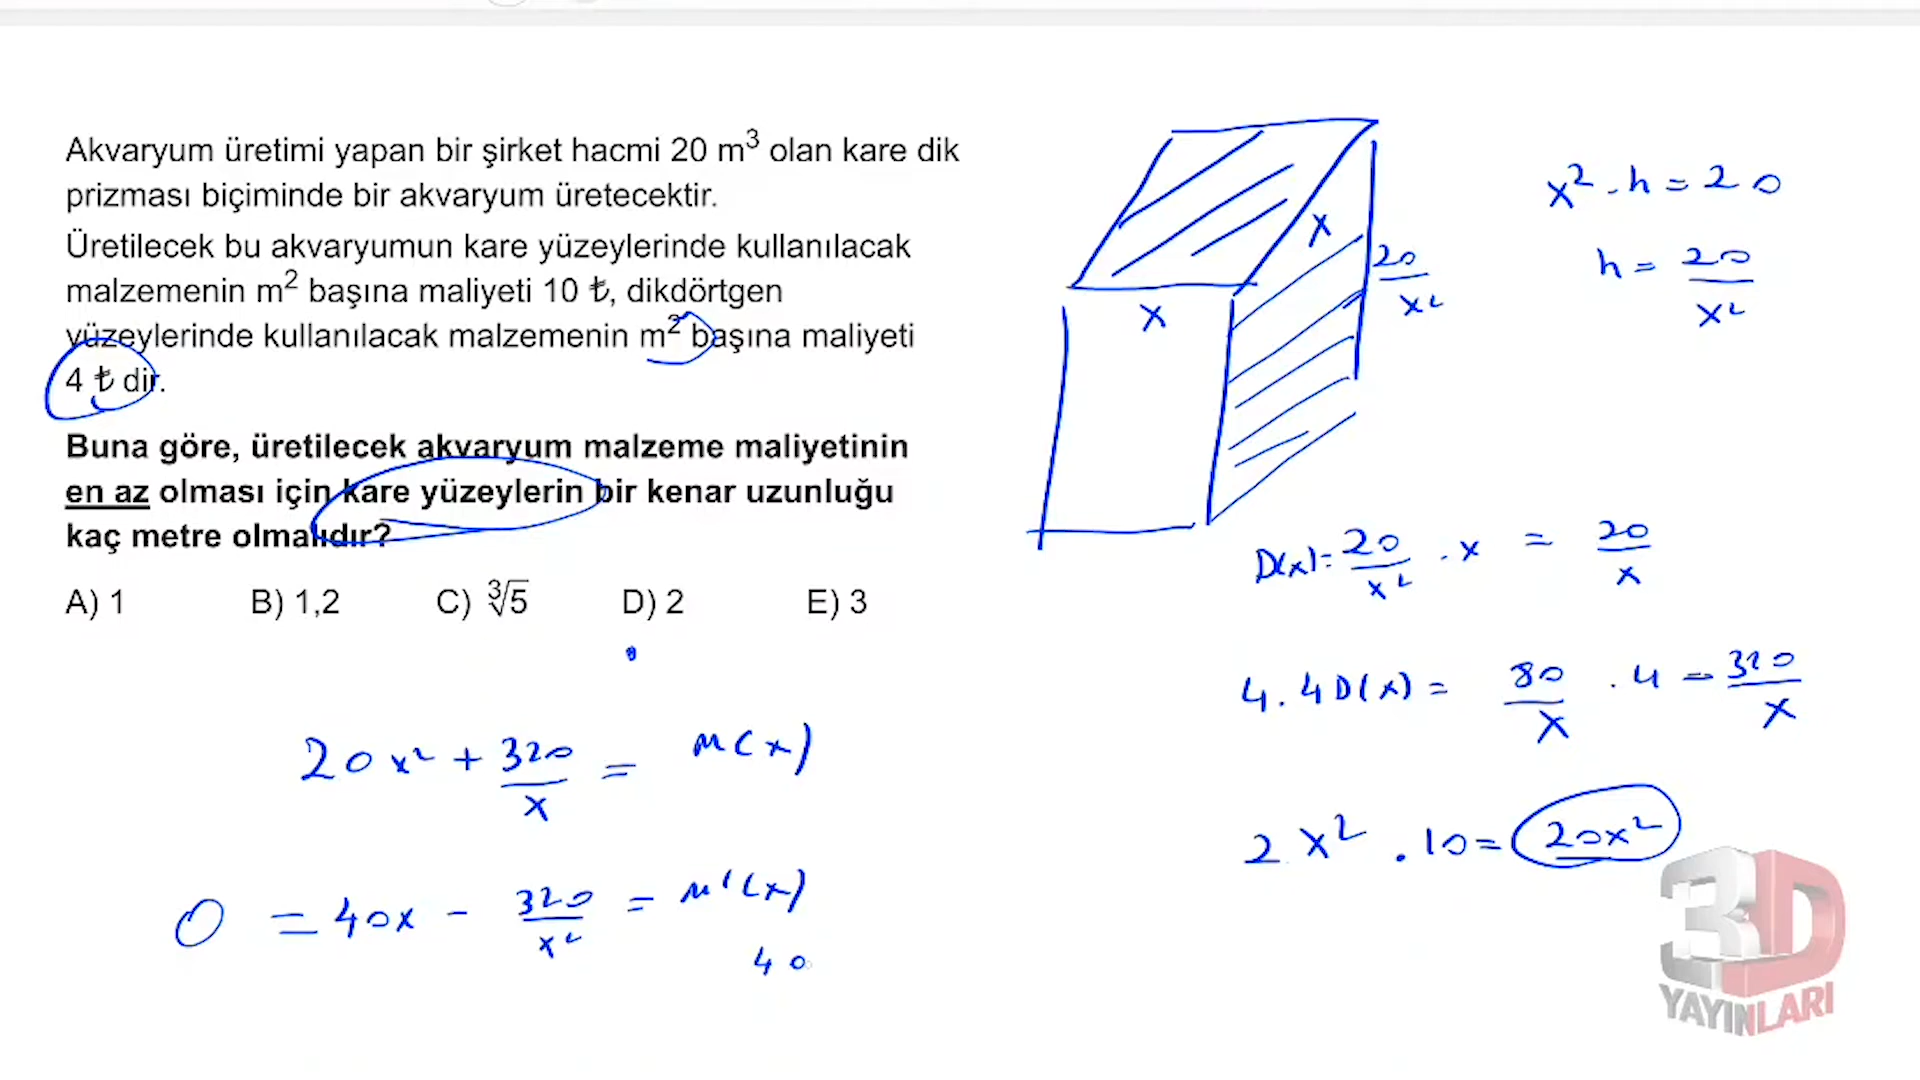 Akvaryum üretimi yapan bir şirket hacmi 20 m³ olan kare dik
prizması biçiminde bir akvaryum üretecektir.
Üretilecek bu akvaryumun kare yüzeylerinde kullanılacak
malzemenin m² başına maliyeti 10 ₺, dikdörtgen
yüzeylerinde kullanılacak malzemenin m² başına maliyeti
4 ₺ dir.
Buna göre, üretilecek akvaryum malzeme maliyetinin
en az olması için kare yüzeylerin bir kenar uzunluğu
kaç metre olmalıdır?
A) 1 B) 1,2 C) ∛5 D) 2 E) 3
20x² + 320/x = M(x)
0 = 40x - 320/x² = M'(x)
40
x
x
20/x²
x² . h = 20
h = 20/x²
D(x) = 20/x² . x = 20/x
4 . 4D(x) = 80/x . 4 = 320/x
2x² . 10 = 20x²
3D
YAYINLARI